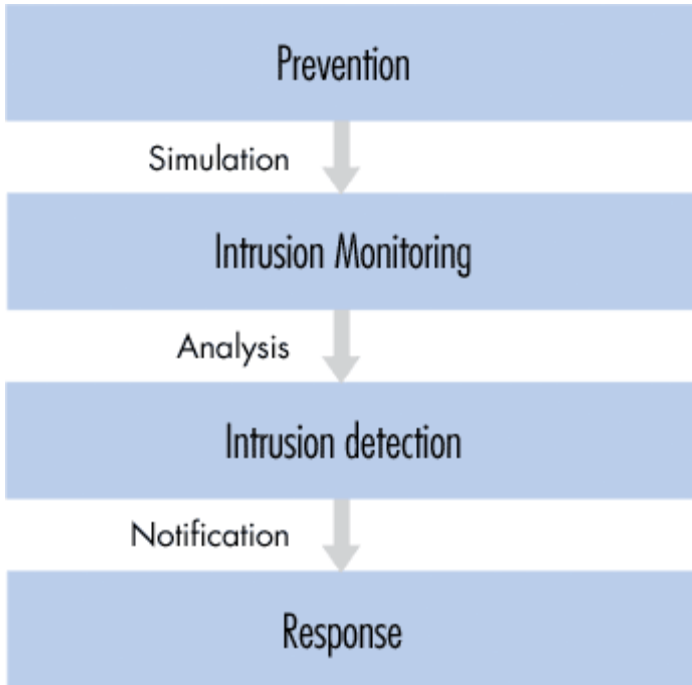 Prevention
Simulation
Intrusion Monitoring
Analysis
Intrusion detection
Notification
Response